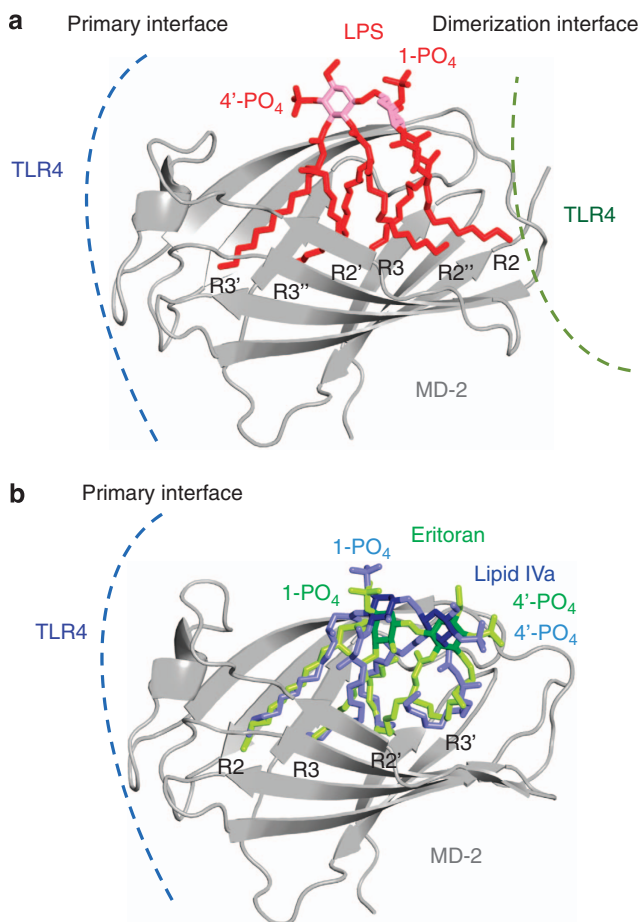 a
Primary interface
LPS
Dimerization interface
1-PO4
4'-PO4
TLR4
TLR4
R3'
R3''
R2'
R3
R2''
R2
MD-2
b
Primary interface
1-PO4
Eritoran
1-PO4
Lipid IVa
4'-PO4
4'-PO4
TLR4
R2
R3
R2'
R3'
MD-2